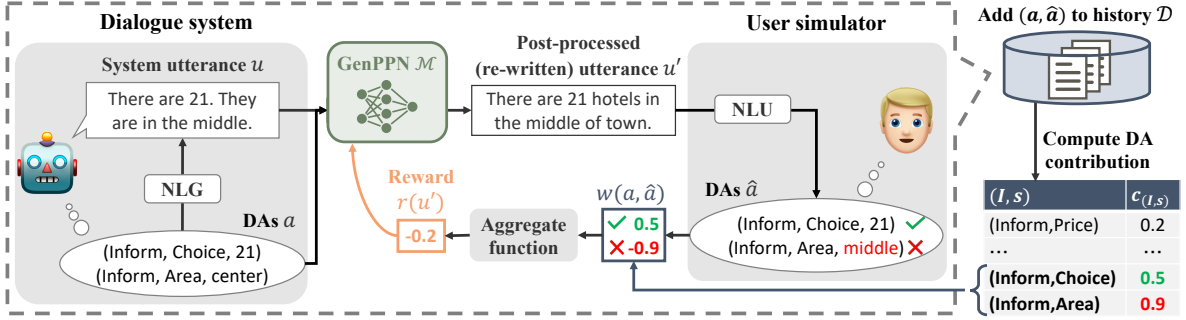 Dialogue system
System utterance u
There are 21. They
are in the middle.
NLG
DAs a
(Inform, Choice, 21)
(Inform, Area, center)
GenPPN M
Reward
r(u′)
-0.2
Post-processed
(re-written) utterance u′
There are 21 hotels in
the middle of town.
Aggregate
function
w(a, â)
✓ 0.5
✗ -0.9
User simulator
NLU
DAs â
(Inform, Choice, 21) ✓
(Inform, Area, middle) ✗
Add (a, â) to history D
Compute DA
contribution
(I, s) c(I,s)
(Inform,Price) 0.2
... ...
(Inform,Choice) 0.5
(Inform,Area) 0.9